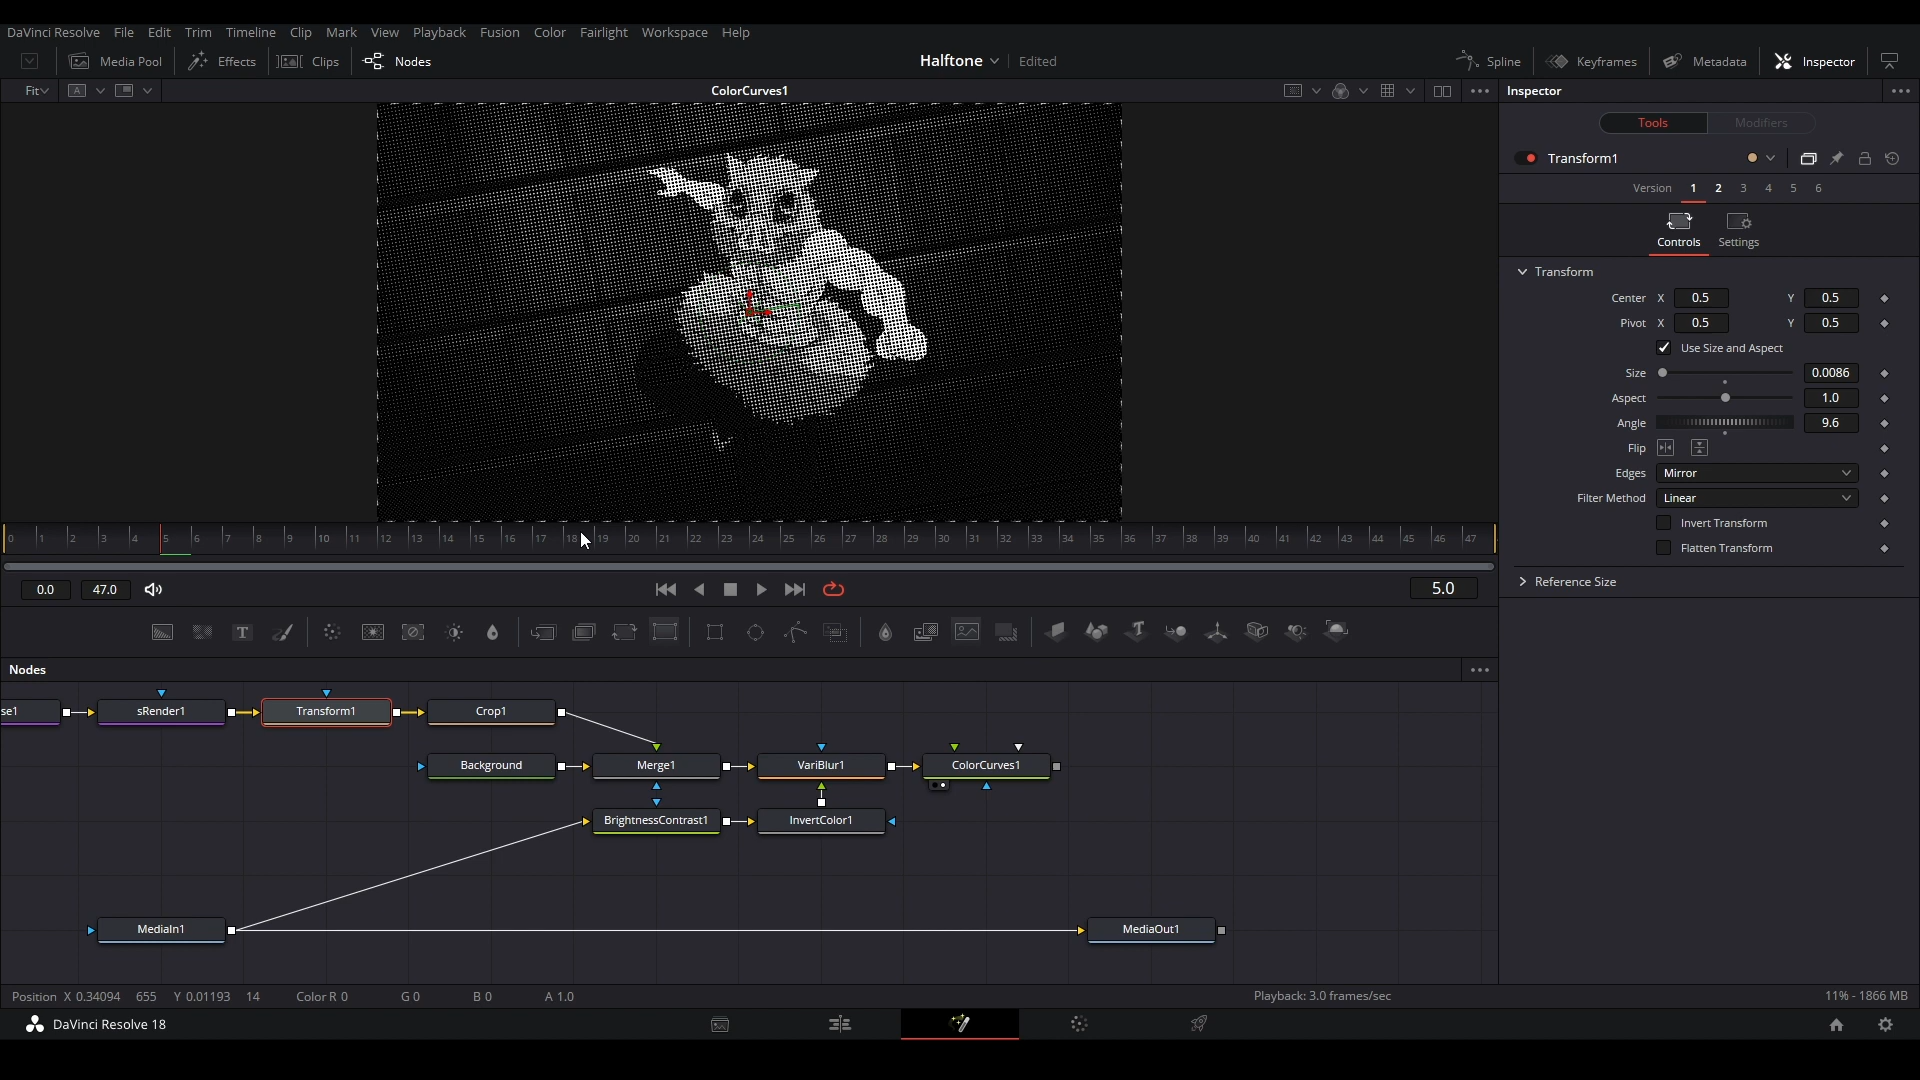 DaVinci Resolve File Edit Trim Timeline Clip Mark View Playback Fusion Color Fairlight Workspace Help
Media Pool Effects Clips Nodes Halftone Edited Spline Keyframes Metadata Inspector
Fit A ColorCurves1 Inspector
Tools Modifiers
Transform1
Version 1 2 3 4 5 6
Controls Settings
Transform
Center X 0.5 Y 0.5
Pivot X 0.5 Y 0.5
Use Size and Aspect
Size 0.0086
Aspect 1.0
Angle 9.6
Flip
Edges Mirror
Filter Method Linear
Invert Transform
Flatten Transform
Reference Size
0 1 2 3 4 5 6 7 8 9 10 11 12 13 14 15 16 17 18 19 20 21 22 23 24 25 26 27 28 29 30 31 32 33 34 35 36 37 38 39 40 41 42 43 44 45 46 47
0.0 47.0 5.0
T T
Nodes
se1 sRender1 Transform1 Crop1
Background Merge1 VariBlur1 ColorCurves1
BrightnessContrast1 InvertColor1
MediaIn1 MediaOut1
Position X 0.34094 655 Y 0.01193 14 Color R 0 G 0 B 0 A 1.0 Playback: 3.0 frames/sec 11% - 1866 MB
DaVinci Resolve 18